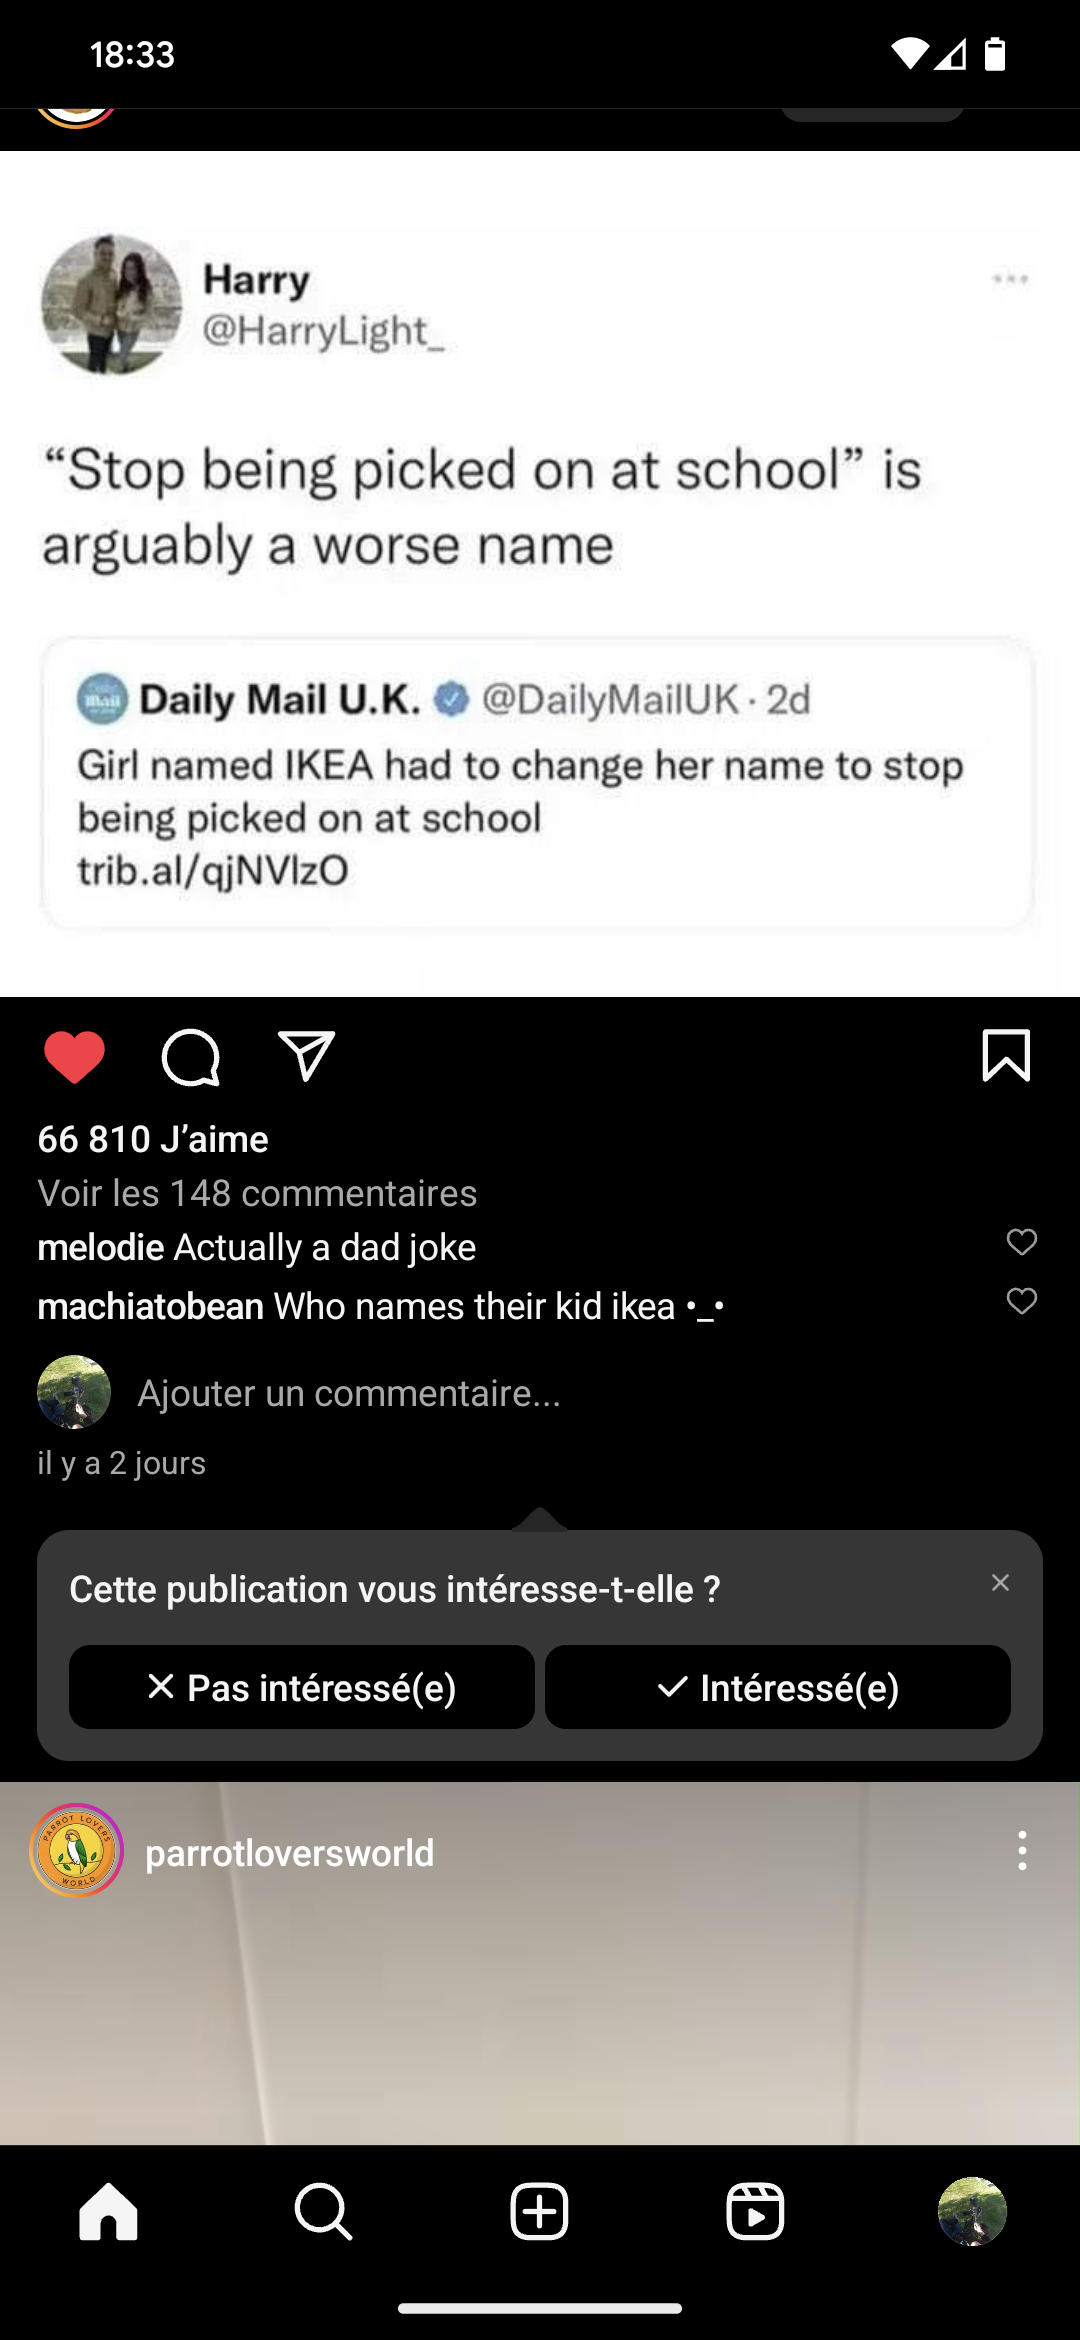 18:33
Harry
@HarryLight_
“Stop being picked on at school” is
arguably a worse name
Daily Mail U.K. @DailyMailUK · 2d
Girl named IKEA had to change her name to stop
being picked on at school
trib.al/qjNVlzO
66 810 J’aime
Voir les 148 commentaires
melodie Actually a dad joke
machiatobean Who names their kid ikea •_•
Ajouter un commentaire...
il y a 2 jours
Cette publication vous intéresse-t-elle ?
Pas intéressé(e)
Intéressé(e)
PARROT LOVERS
WORLD
parrotloversworld